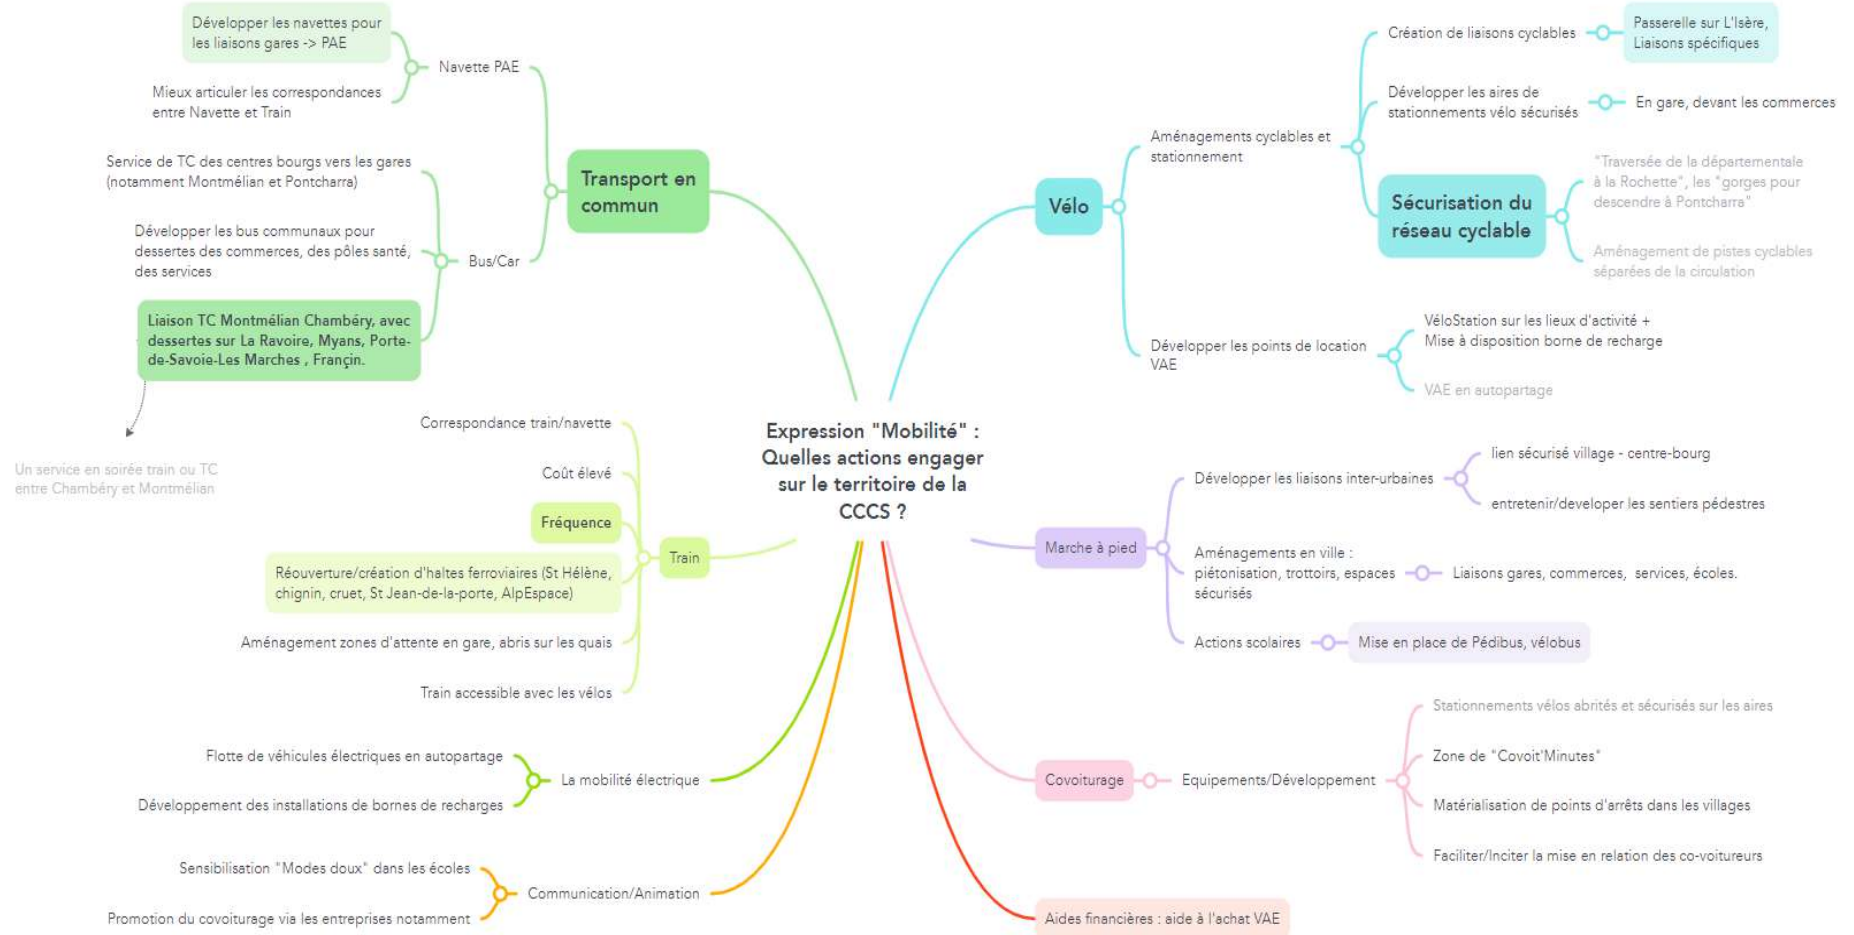 Développer les navettes pour
les liaisons gares -> PAE
Navette PAE
Mieux articuler les correspondances
entre Navette et Train
Service de TC des centres bourgs vers les gares
(notamment Montmélian et Pontcharra)
Transport en
commun
Développer les bus communaux pour
dessertes des commerces, des pôles santé,
des services
Bus/Car
Liaison TC Montmélian Chambéry, avec
dessertes sur La Ravoire, Myans, Porte-
de-Savoie-Les Marches , Françin.
Un service en soirée train ou TC
entre Chambéry et Montmélian
Correspondance train/navette
Coût élevé
Fréquence
Train
Réouverture/création d'haltes ferroviaires (St Hélène,
chignin, cruet, St Jean-de-la-porte, AlpEspace)
Aménagement zones d'attente en gare, abris sur les quais
Train accessible avec les vélos
Flotte de véhicules électriques en autopartage
La mobilité électrique
Développement des installations de bornes de recharges
Sensibilisation "Modes doux" dans les écoles
Communication/Animation
Promotion du covoiturage via les entreprises notamment
Expression "Mobilité" :
Quelles actions engager
sur le territoire de la
CCCS ?
Vélo
Aménagements cyclables et
stationnement
Création de liaisons cyclables
Passerelle sur L'Isère,
Liaisons spécifiques
Développer les aires de
stationnements vélo sécurisés
En gare, devant les commerces
Sécurisation du
réseau cyclable
"Traversée de la départementale
à la Rochette", les "gorges pour
descendre à Pontcharra"
Aménagement de pistes cyclables
séparées de la circulation
Développer les points de location
VAE
VéloStation sur les lieux d'activité +
Mise à disposition borne de recharge
VAE en autopartage
Marche à pied
Développer les liaisons inter-urbaines
lien sécurisé village - centre-bourg
entretenir/developer les sentiers pédestres
Aménagements en ville :
piétonisation, trottoirs, espaces
sécurisés
Liaisons gares, commerces, services, écoles.
Actions scolaires
Mise en place de Pédibus, vélobus
Covoiturage
Equipements/Développement
Stationnements vélos abrités et sécurisés sur les aires
Zone de "Covoit'Minutes"
Matérialisation de points d'arrêts dans les villages
Faciliter/Inciter la mise en relation des co-voitureurs
Aides financières : aide à l'achat VAE